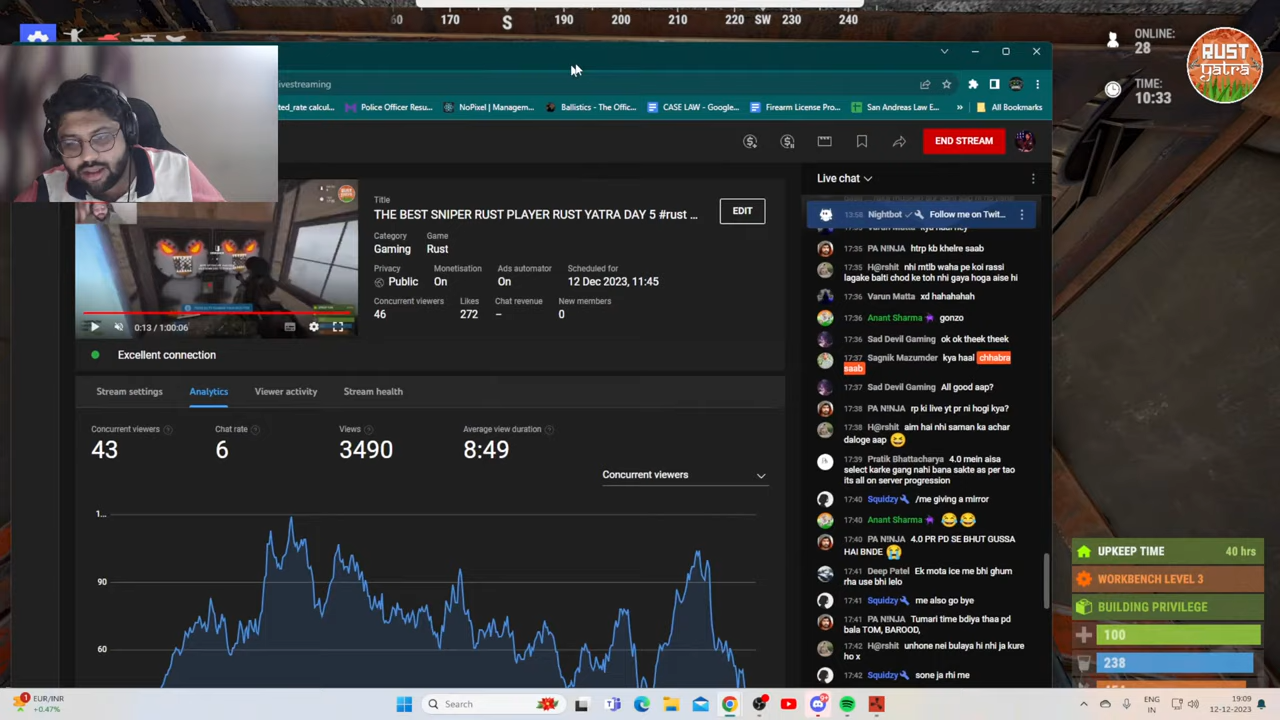 60 170 S 190 200 210 220 SW 230 240
ONLINE:
28
RUST
yatra
TIME:
10:33
ivestreaming
ted_rate calcul...
Police Officer Resu...
NoPixel | Managem...
Ballistics - The Offic...
CASE LAW - Google...
Firearm License Pro...
San Andreas Law E...
»
All Bookmarks
END STREAM
Live chat
Title
THE BEST SNIPER RUST PLAYER RUST YATRA DAY 5 #rust ...
EDIT
Category
Gaming
Game
Rust
Privacy
Public
Monetisation
On
Ads automator
On
Scheduled for
12 Dec 2023, 11:45
Concurrent viewers
46
Likes
272
Chat revenue
–
New members
0
0:13 / 1:00:06
Excellent connection
Stream settings
Analytics
Viewer activity
Stream health
Concurrent viewers
43
Chat rate
6
Views
3490
Average view duration
8:49
Concurrent viewers
1...
90
60
13:58 Nightbot Follow me on Twit...
17:35 PA N!NJA htrp kb khelre saab
17:35 H@rshit nhi mtlb waha pe koi rassi
lagake balti chod ke toh nhi gaya hoga aise hi
17:36 Varun Matta xd hahahahah
17:36 Anant Sharma gonzo
17:36 Sad Devil Gaming ok ok theek theek
17:37 Sagnik Mazumder kya haal chhabra
saab
17:37 Sad Devil Gaming All good aap?
17:38 PA N!NJA rp ki live yt pr ni hogi kya?
17:38 H@rshit aim hai nhi saman ka achar
daloge aap
17:39 Pratik Bhattacharya 4.0 mein aisa
select karke gang nahi bana sakte as per tao
its all on server progression
17:40 Squidzy /me giving a mirror
17:40 Anant Sharma
17:40 PA N!NJA 4.0 PR PD SE BHUT GUSSA
HAI BNDE
17:41 Deep Patel Ek mota ice me bhi ghum
rha use bhi lelo
17:41 Squidzy me also go bye
17:41 PA N!NJA Tumari time bdiya thaa pd
bala TOM, BAROOD,
17:42 H@rshit unhone nei bulaya hi nhi ja kure
ho x
17:42 Squidzy sone ja rhi me
UPKEEP TIME 40 hrs
WORKBENCH LEVEL 3
BUILDING PRIVILEGE
100
238
EUR/INR
+0.47%
Search
ENG
IN
19:09
12-12-2023